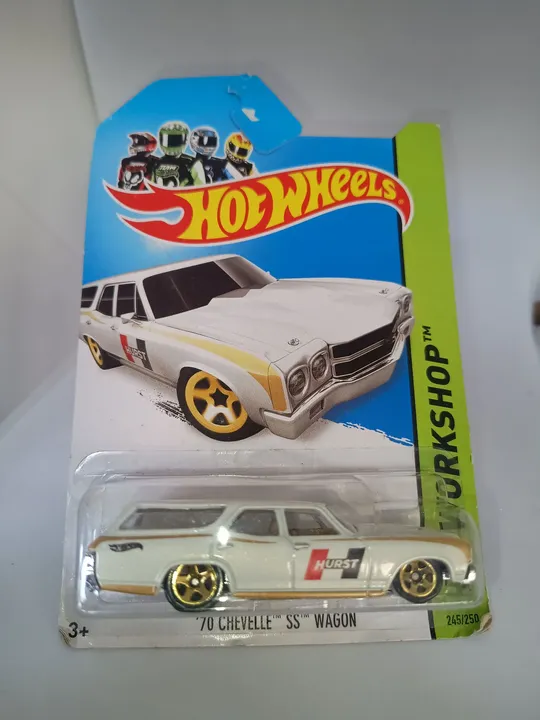 HOT WHEELS
HURST
WORKSHOP™
HURST
'70 CHEVELLE™ SS™ WAGON
3+
245/250